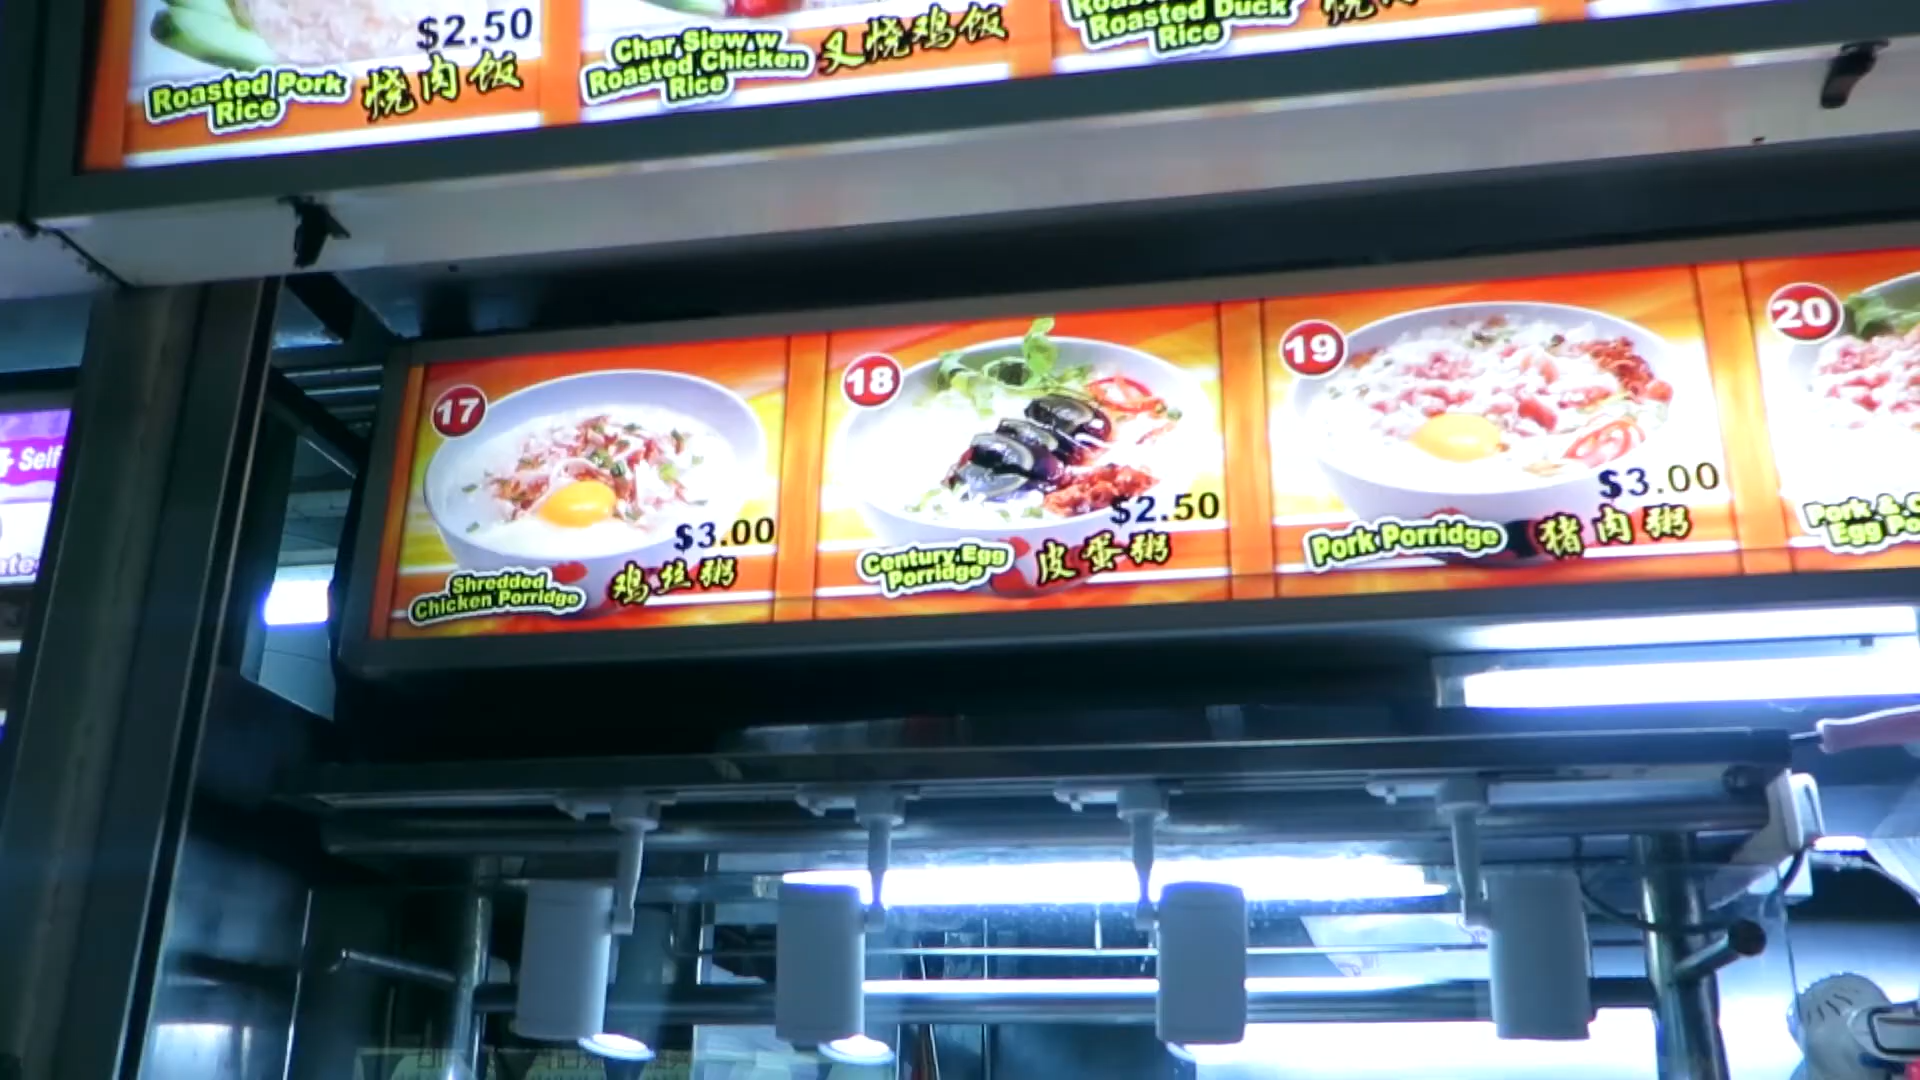 $2.50
Roasted Pork
Rice
烧肉饭
Char Siew w
Roasted Chicken
Rice
叉烧鸡饭
Roasted Duck
Rice
17
$3.00
Shredded
Chicken Porridge
鸡丝粥
18
$2.50
Century Egg
Porridge
皮蛋粥
19
$3.00
Pork Porridge
猪肉粥
20
Pork &
Egg
Self